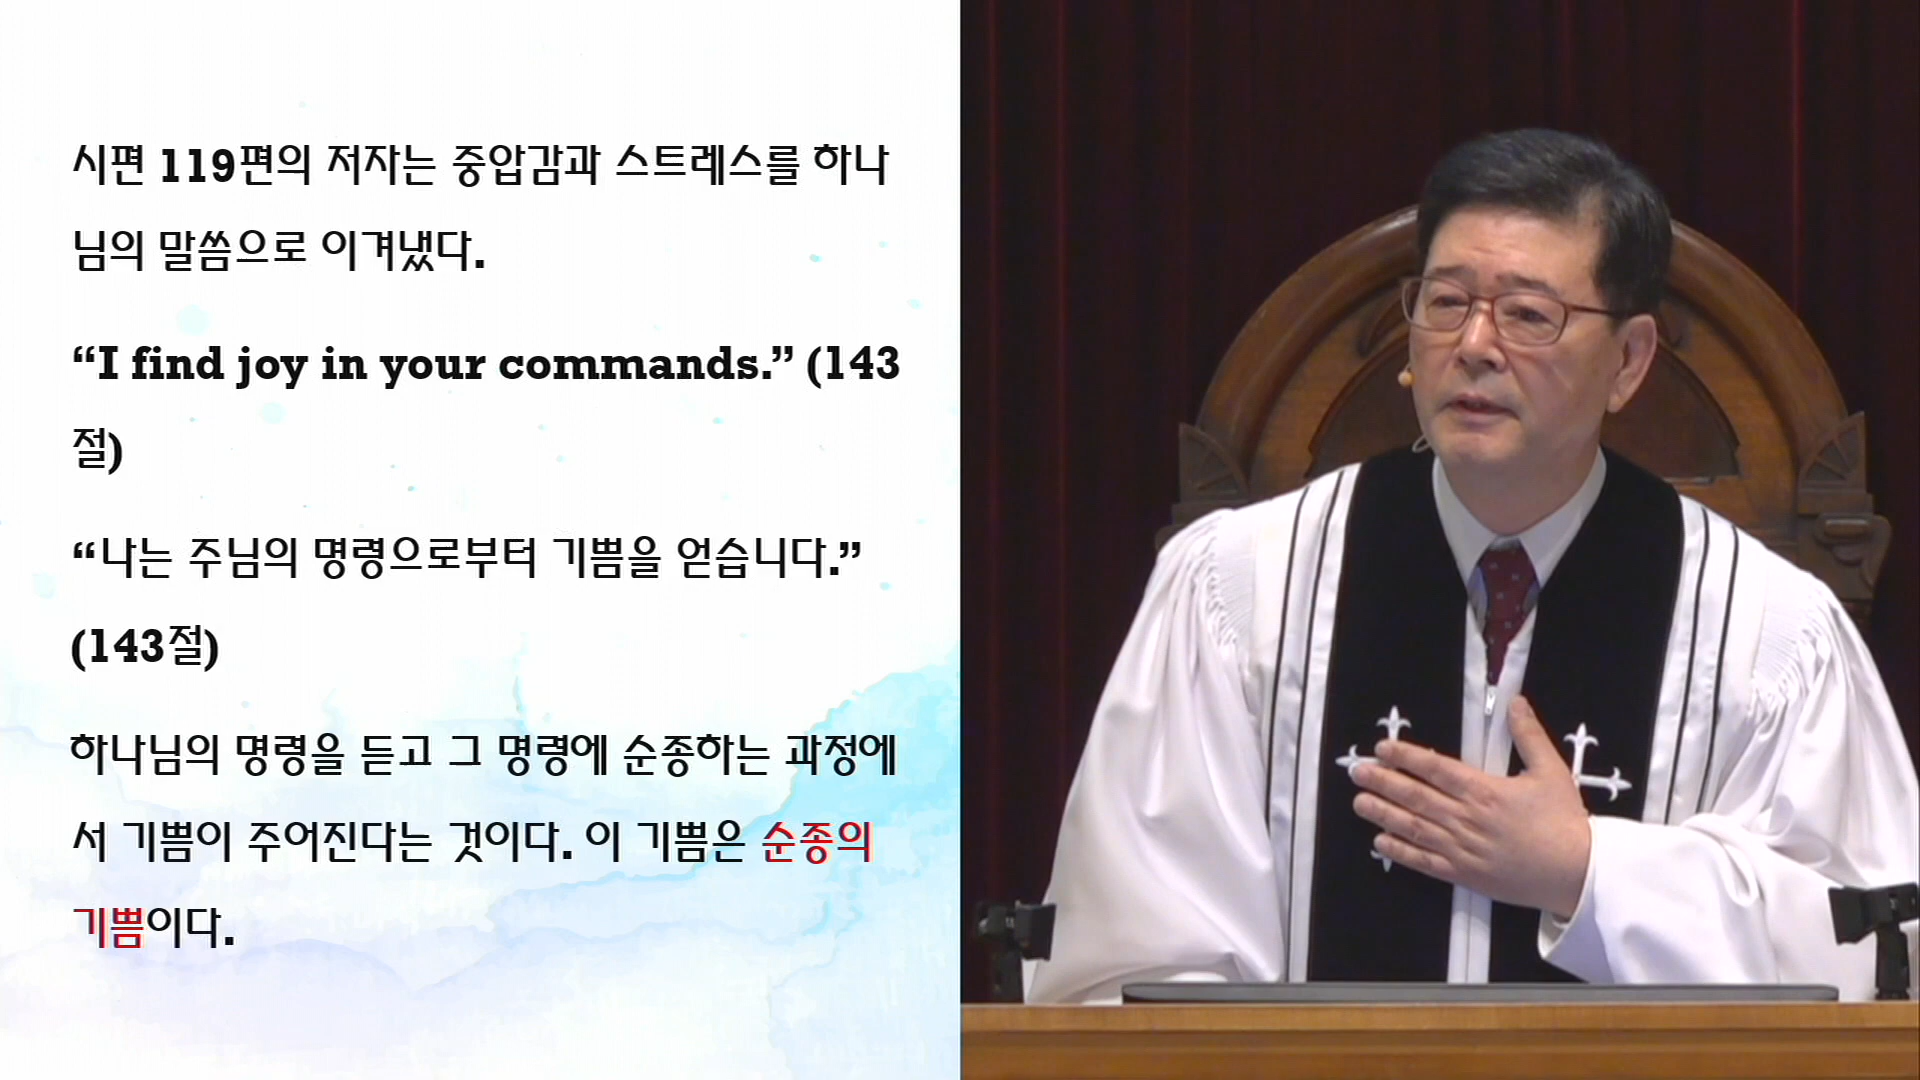 시편 119편의 저자는 중압감과 스트레스를 하나
님의 말씀으로 이겨냈다.
“I find joy in your commands.” (143
절)
“나는 주님의 명령으로부터 기쁨을 얻습니다.”
(143절)
하나님의 명령을 듣고 그 명령에 순종하는 과정에
서 기쁨이 주어진다는 것이다. 이 기쁨은 순종의
기쁨이다.